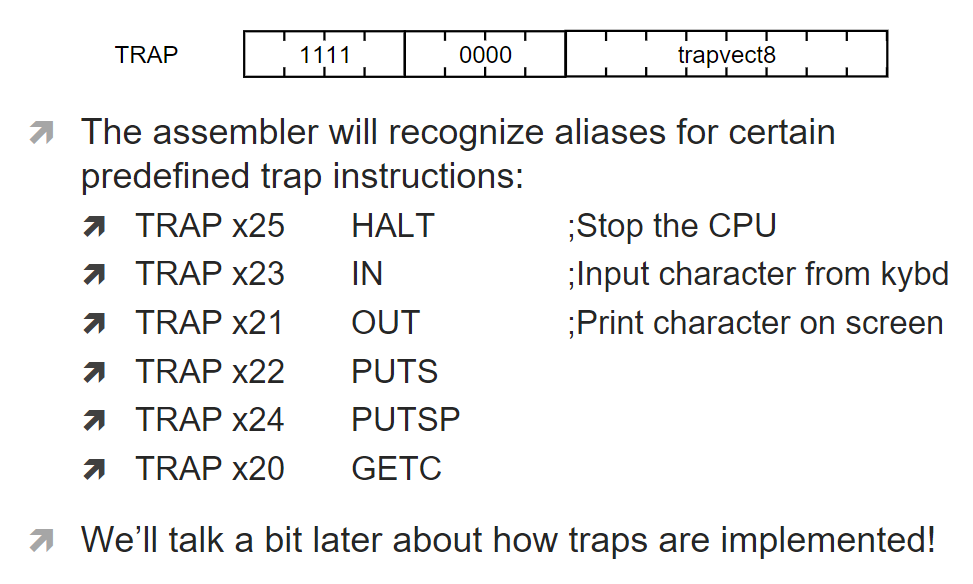 TRAP 1111 0000 trapvect8
The assembler will recognize aliases for certain
predefined trap instructions:
TRAP x25 HALT ;Stop the CPU
TRAP x23 IN ;Input character from kybd
TRAP x21 OUT ;Print character on screen
TRAP x22 PUTS
TRAP x24 PUTSP
TRAP x20 GETC
We’ll talk a bit later about how traps are implemented!